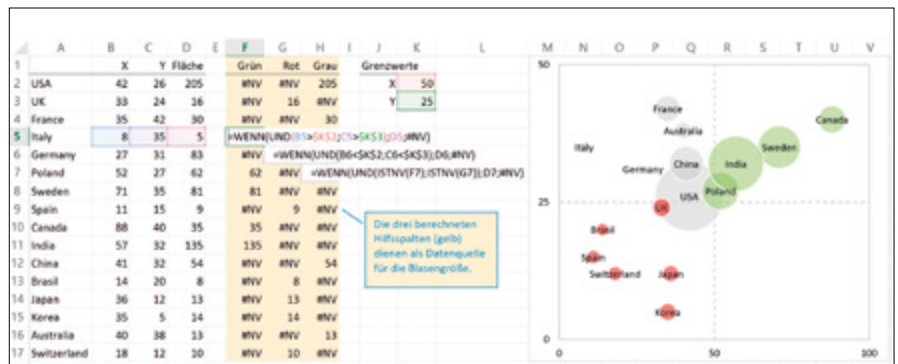 A B C D E F G H I J K L M N O P Q R S T U V
1 X Y Fläche Grün Rot Grau Grenzwerte
2 USA 42 26 205 #NV #NV 205 X 50
3 UK 33 24 16 #NV 16 #NV Y 25
4 France 35 42 30 #NV #NV 30
5 Italy 8 35 5 =WENN(UND(B5>$K$2;C5>$K$3);D5;#NV)
6 Germany 27 31 83 #NV =WENN(UND(B6<$K$2;C6<$K$3);D6;#NV)
7 Poland 52 27 62 62 #NV =WENN(UND(ISTNV(F7);ISTNV(G7));D7;#NV)
8 Sweden 71 35 81 81 #NV #NV
9 Spain 11 15 9 #NV 9 #NV
10 Canada 88 40 35 35 #NV #NV
11 India 57 32 135 135 #NV #NV
12 China 41 32 54 #NV #NV 54
13 Brasil 14 20 8 #NV 8 #NV
14 Japan 36 12 13 #NV 13 #NV
15 Korea 35 5 14 #NV 14 #NV
16 Australia 40 38 13 #NV #NV 13
17 Switzerland 18 12 10 #NV 10 #NV
Die drei berechneten
Hilfsspalten (gelb)
dienen als Datenquelle
für die Blasengröße.
50
France
Canada
Australia
Italy
Sweden
China
India
Germany
USA
Poland
25
UK
Brasil
Spain
Switzerland
Japan
Korea
0
0 50 100